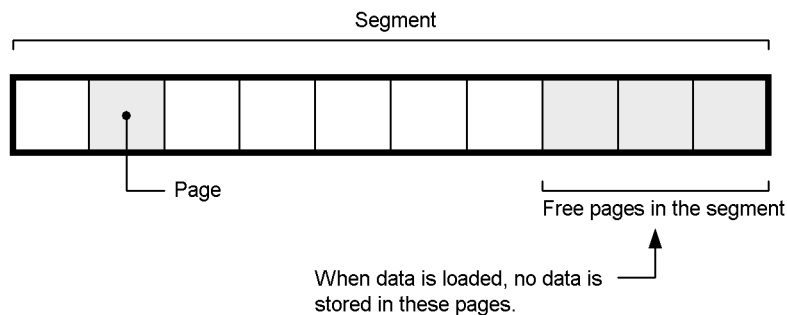 Segment
Page
Free pages in the segment
When data is loaded, no data is
stored in these pages.